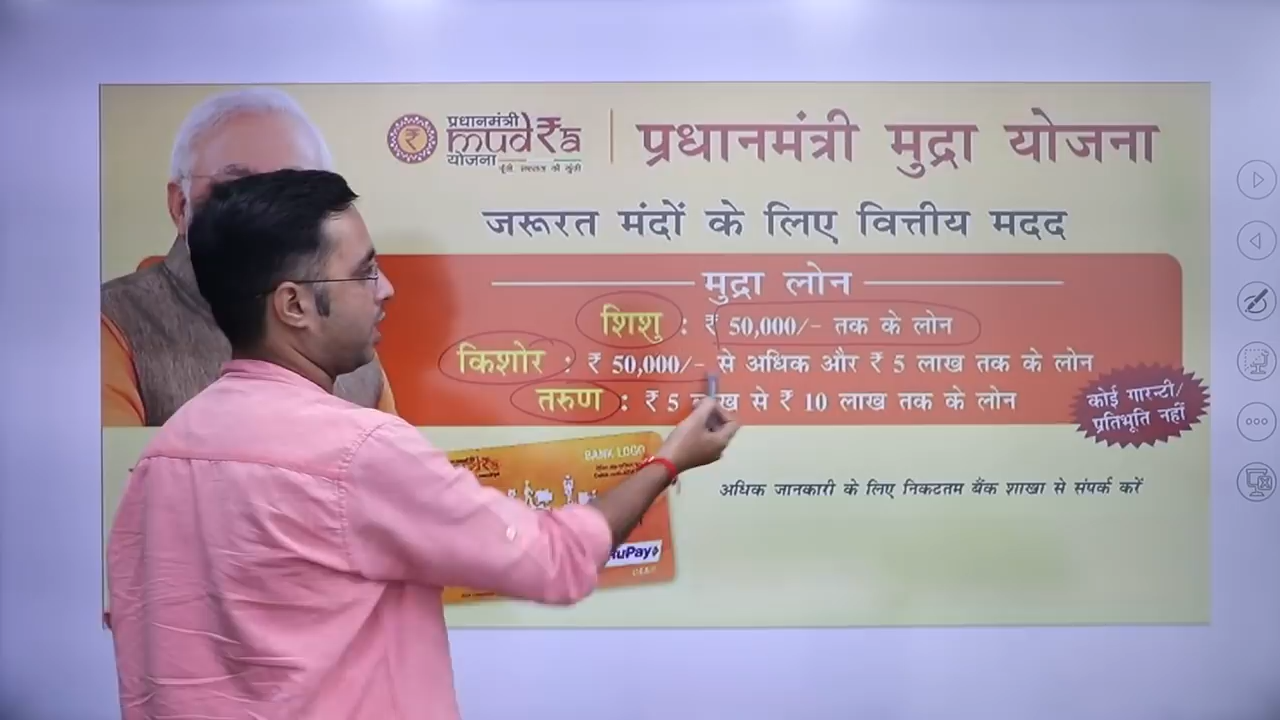 प्रधानमंत्री
mudRa
योजना
प्रधानमंत्री मुद्रा योजना
जरूरत मंदों के लिए वित्तीय मदद
मुद्रा लोन
शिशु : ₹ 50,000/- तक के लोन
किशोर : ₹ 50,000/- से अधिक और ₹ 5 लाख तक के लोन
तरुण : ₹ 5 से ₹ 10 लाख तक के लोन
कोई गारन्टी/
प्रतिभूति नहीं
BANK LOGO
अधिक जानकारी के लिए निकटतम बैंक शाखा से संपर्क करें
RuPay